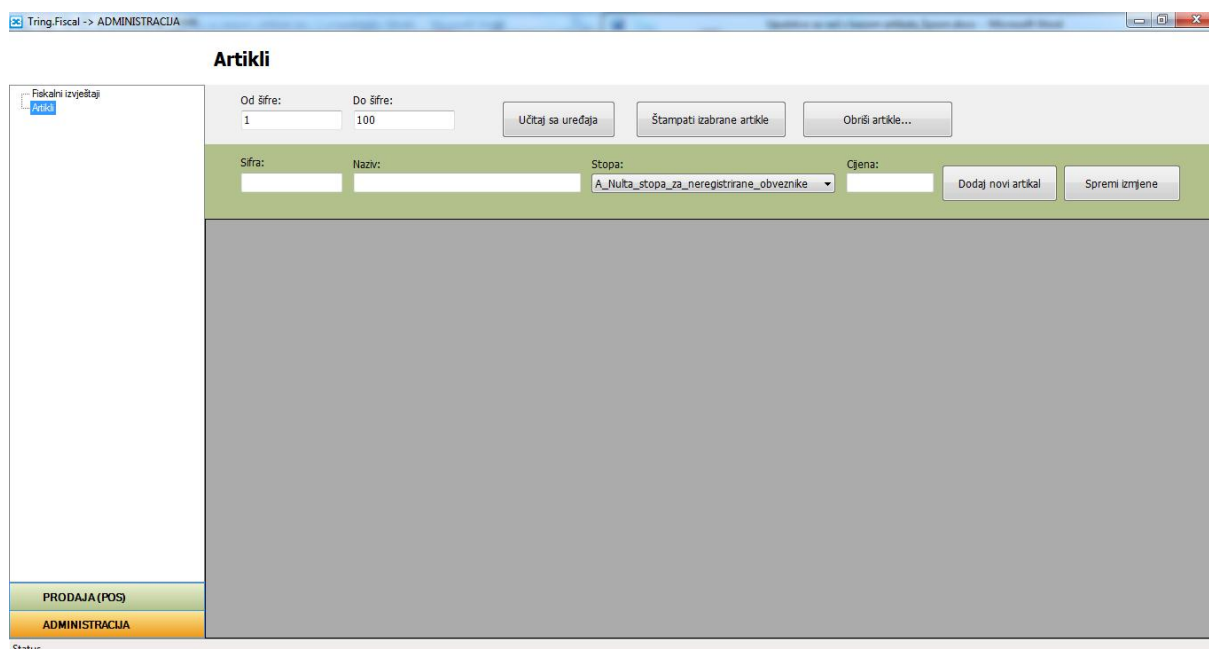 Tring.Fiscal -> ADMINISTRACIJA
Artikli
Fiskalni izvještaji
Artikli
Od šifre:
Do šifre:
1
100
Učitaj sa uređaja
Štampati izabrane artikle
Obriši artikle...
Sifra:
Naziv:
Stopa:
Cijena:
A_Nulta_stopa_za_neregistrirane_obveznike
Dodaj novi artikal
Spremi izmjene
PRODAJA (POS)
ADMINISTRACIJA
Status